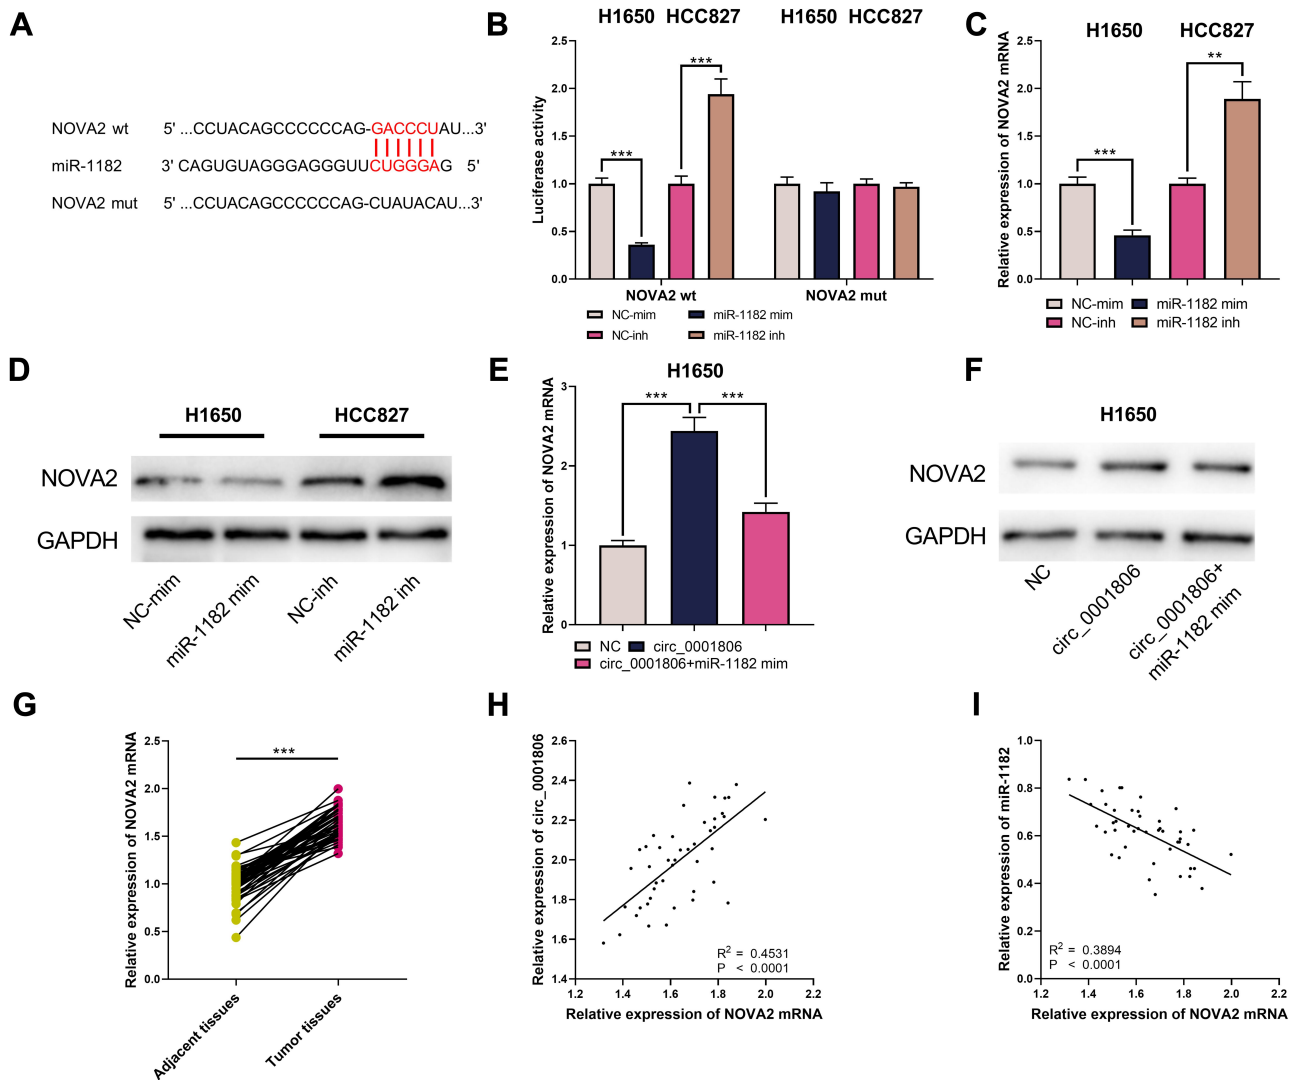 A
NOVA2 wt 5' ...CCUACAGCCCCCCAG-GACCCUAU...3'
miR-1182 3' CAGUGUAGGGAGGGUUCUGGGAG 5'
NOVA2 mut 5' ...CCUACAGCCCCCCAG-CUAUACAU...3'
B
H1650 HCC827 H1650 HCC827
Luciferase activity
2.5
2.0
1.5
1.0
0.5
0.0
***
***
NOVA2 wt NOVA2 mut
NC-mim miR-1182 mim
NC-inh miR-1182 inh
C
H1650 HCC827
Relative expression of NOVA2 mRNA
2.5
2.0
1.5
1.0
0.5
0.0
***
**
NC-mim miR-1182 mim
NC-inh miR-1182 inh
D
H1650 HCC827
NOVA2
GAPDH
NC-mim
miR-1182 mim
NC-inh
miR-1182 inh
E
H1650
Relative expression of NOVA2 mRNA
3
2
1
0
*** ***
NC circ_0001806
circ_0001806+miR-1182 mim
F
H1650
NOVA2
GAPDH
NC
circ_0001806
circ_0001806+
miR-1182 mim
G
Relative expression of NOVA2 mRNA
2.5
2.0
1.5
1.0
0.5
0.0
***
Adjacent tissues
Tumor tissues
H
Relative expression of circ_0001806
2.6
2.4
2.2
2.0
1.8
1.6
1.4
R2 = 0.4531
P < 0.0001
1.2 1.4 1.6 1.8 2.0 2.2
Relative expression of NOVA2 mRNA
I
Relative expression of miR-1182
1.0
0.8
0.6
0.4
0.2
0.0
R2 = 0.3894
P < 0.0001
1.2 1.4 1.6 1.8 2.0 2.2
Relative expression of NOVA2 mRNA